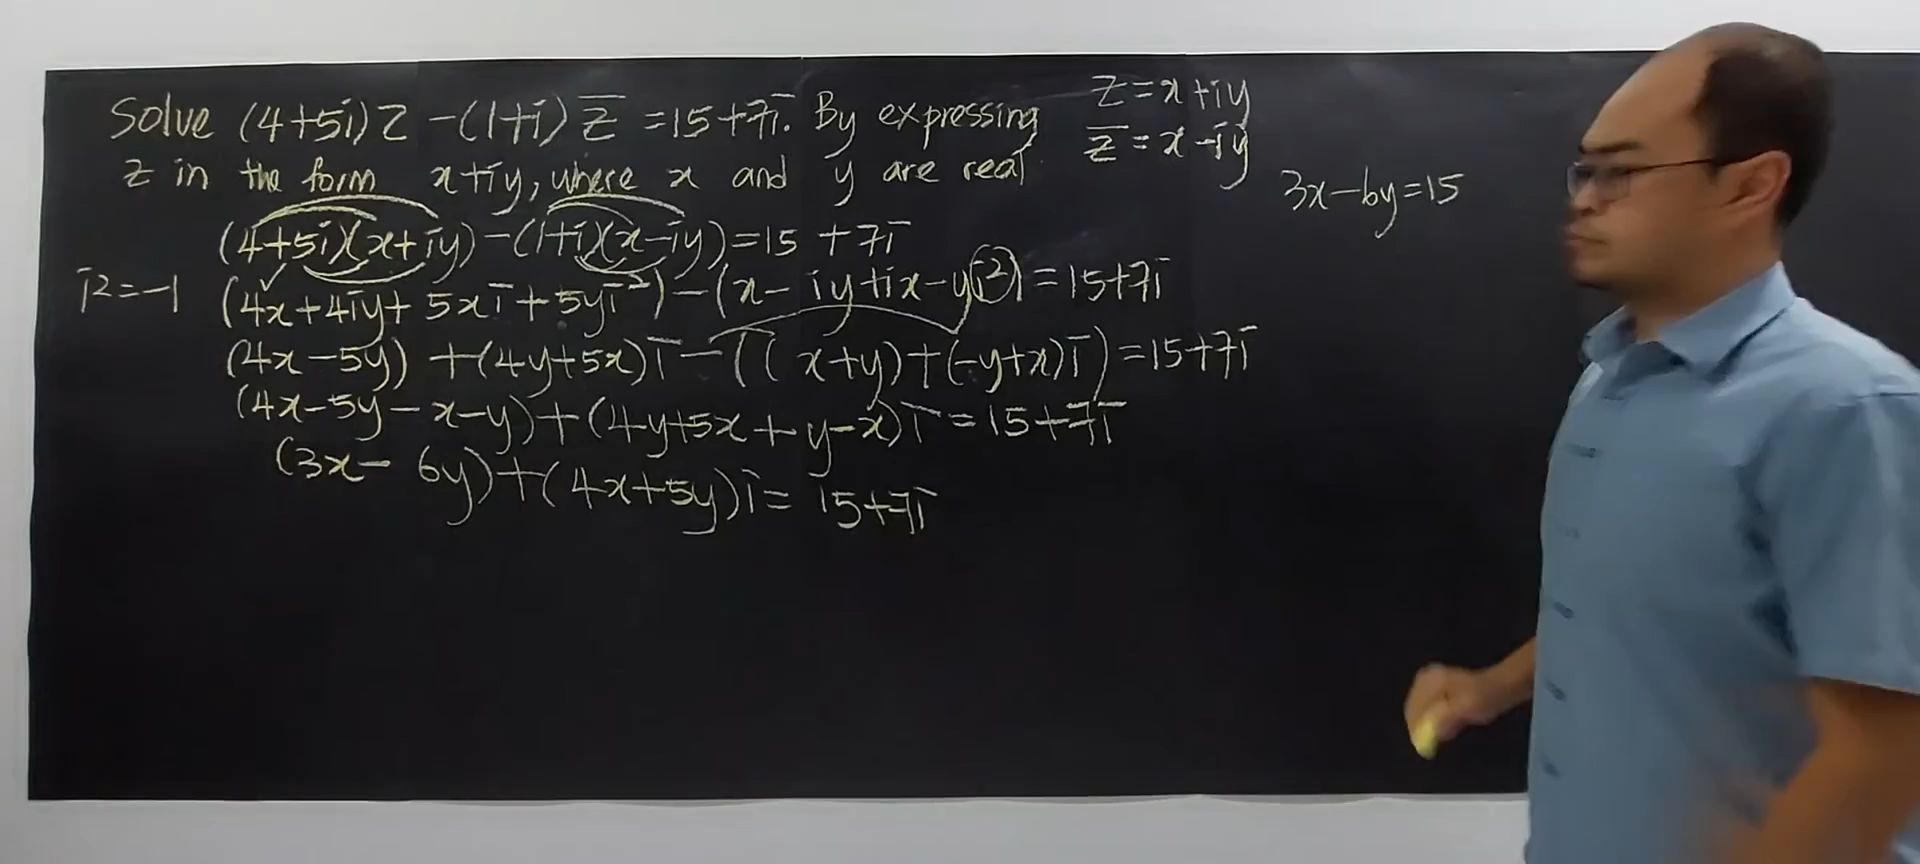 Solve (4+5i)z -(1+i) z̅ =15+7i. By expressing
z in the form x+iy, where x and y are real
(4+5i)(x+iy)-(1+i)(x-iy)=15+7i
i²=-1
(4x+4iy+5xi+5yi²)-(x-iy+ix-yi²)=15+7i
(4x-5y)+(4y+5x)i-((x+y)+(-y+x)i)=15+7i
(4x-5y-x-y)+(4y+5x+y-x)i=15+7i
(3x-6y)+(4x+5y)i=15+7i
z=x+iy
z̅=x-iy
3x-6y=15